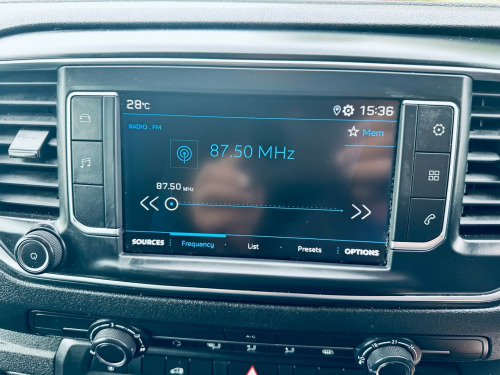 28°C 15:36
RADIO . FM
Mem
87.50 MHz
87.50 MHz
SOURCES Frequency List Presets OPTIONS
A/C